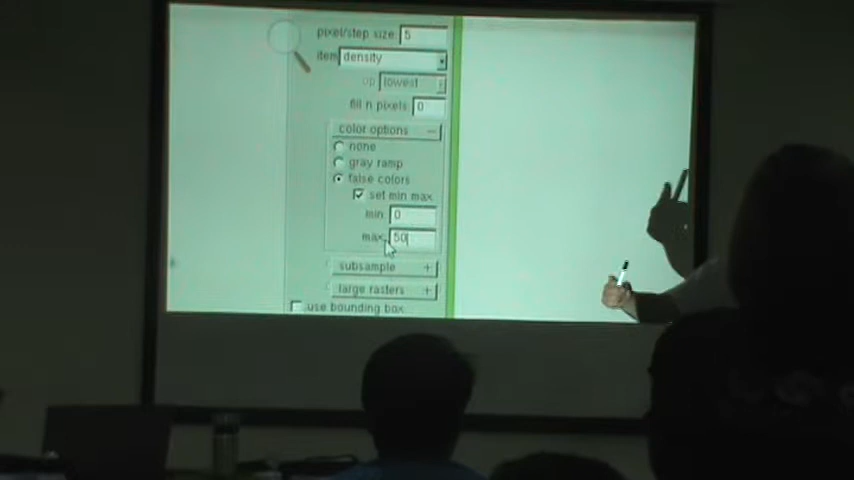 pixel/step size: 5
item density
op lowest
fill n pixels 0
color options −
none
gray ramp
false colors
set min max
min 0
max 50
subsample +
large rasters +
use bounding box